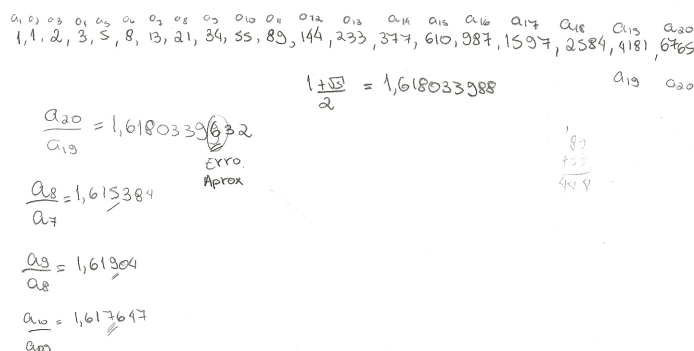 a₁ a₂ a₃ a₄ a₅ a₆ a₇ a₈ a₉ a₁₀ a₁₁ a₁₂ a₁₃ a₁₄ a₁₅ a₁₆ a₁₇ a₁₈ a₁₉ a₂₀
1, 1, 2, 3, 5, 8, 13, 21, 34, 55, 89, 144, 233, 377, 610, 987, 1597, 2584, 4181, 6765
(1+√5)/2 = 1,618033988
a₁₉ a₂₀
a₂₀/a₁₉ = 1,6180339632
Erro
Aprox
a₈/a₇ = 1,615384
a₉/a₈ = 1,61904
a₁₀/a₀₉ = 1,617647
89
+55